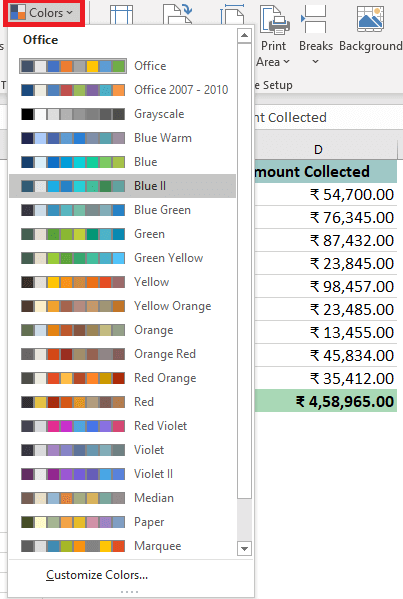 Colors
Print
Area
Breaks
Background
e Setup
Office
Office
Office 2007 - 2010
Grayscale
Blue Warm
Blue
Blue II
Blue Green
Green
Green Yellow
Yellow
Yellow Orange
Orange
Orange Red
Red Orange
Red
Red Violet
Violet
Violet II
Median
Paper
Marquee
Customize Colors...
nt Collected
D
mount Collected
₹ 54,700.00
₹ 76,345.00
₹ 87,432.00
₹ 23,845.00
₹ 98,457.00
₹ 23,485.00
₹ 13,455.00
₹ 45,834.00
₹ 35,412.00
₹ 4,58,965.00